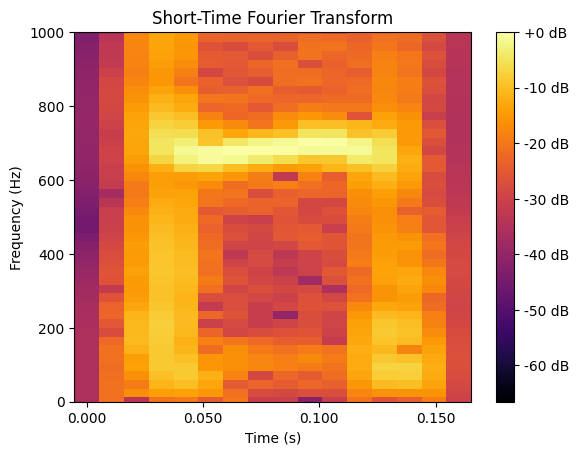 Short-Time Fourier Transform
1000
800
600
400
200
0
Frequency (Hz)
0.000
0.050
0.100
0.150
Time (s)
+0 dB
-10 dB
-20 dB
-30 dB
-40 dB
-50 dB
-60 dB